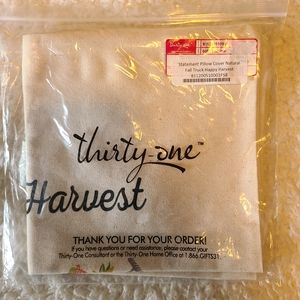 Statement Pillow Cover Natural
Fall Truck Happy Harvest
thirty-one™
Harvest
THANK YOU FOR YOUR ORDER!
If you have questions or need assistance, please contact your
Thirty-One Consultant or the Thirty-One Home Office at 1.866.GIFTS31.